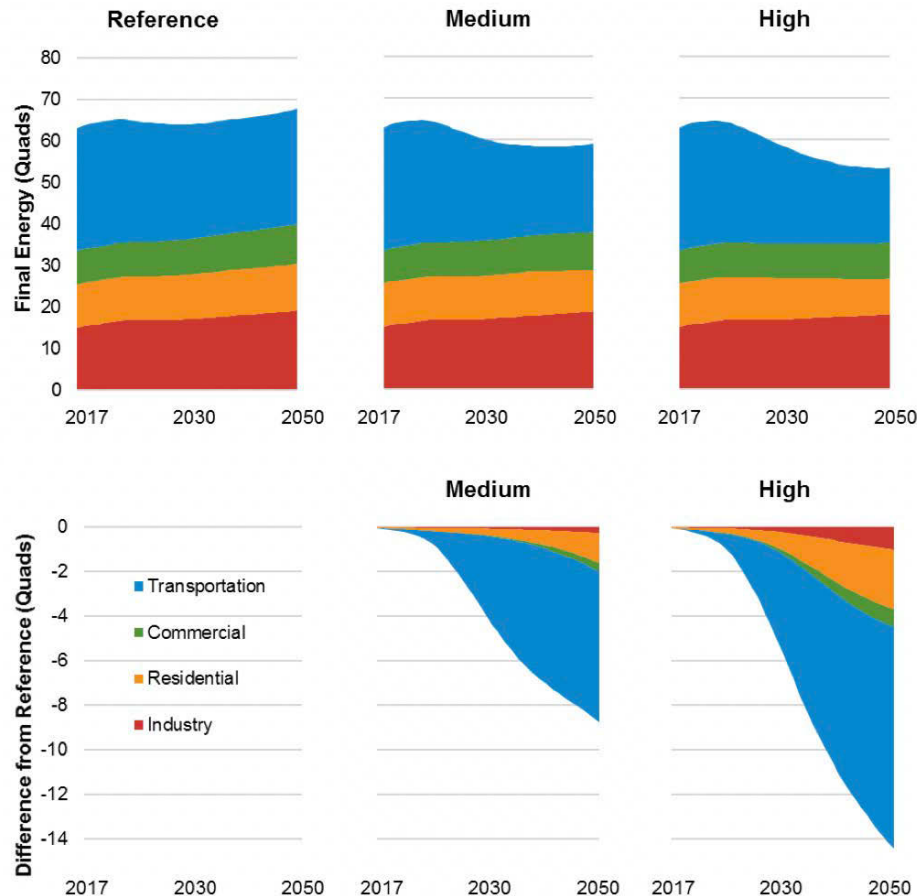 Reference Medium High
Final Energy (Quads)
80
70
60
50
40
30
20
10
0
2017 2030 2050 2017 2030 2050 2017 2030 2050
Medium High
Difference from Reference (Quads)
0
-2
-4
-6
-8
-10
-12
-14
Transportation
Commercial
Residential
Industry
2017 2030 2050 2017 2030 2050 2017 2030 2050